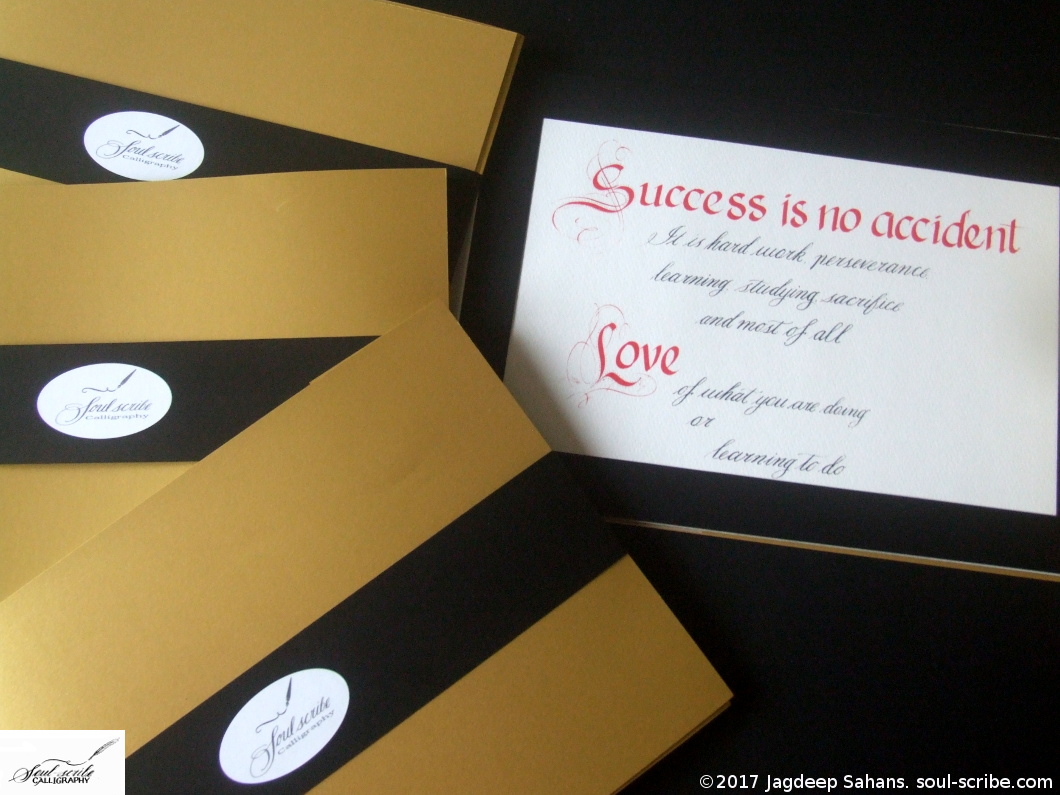 Soul scribe
Calligraphy
Success is no accident
It is hard work perseverance
learning studying sacrifice
and most of all
Love
of what you are doing
or
learning to do
Soul scribe
Calligraphy
Soul scribe
Calligraphy
Soul scribe
CALLIGRAPHY
©2017 Jagdeep Sahans. soul-scribe.com